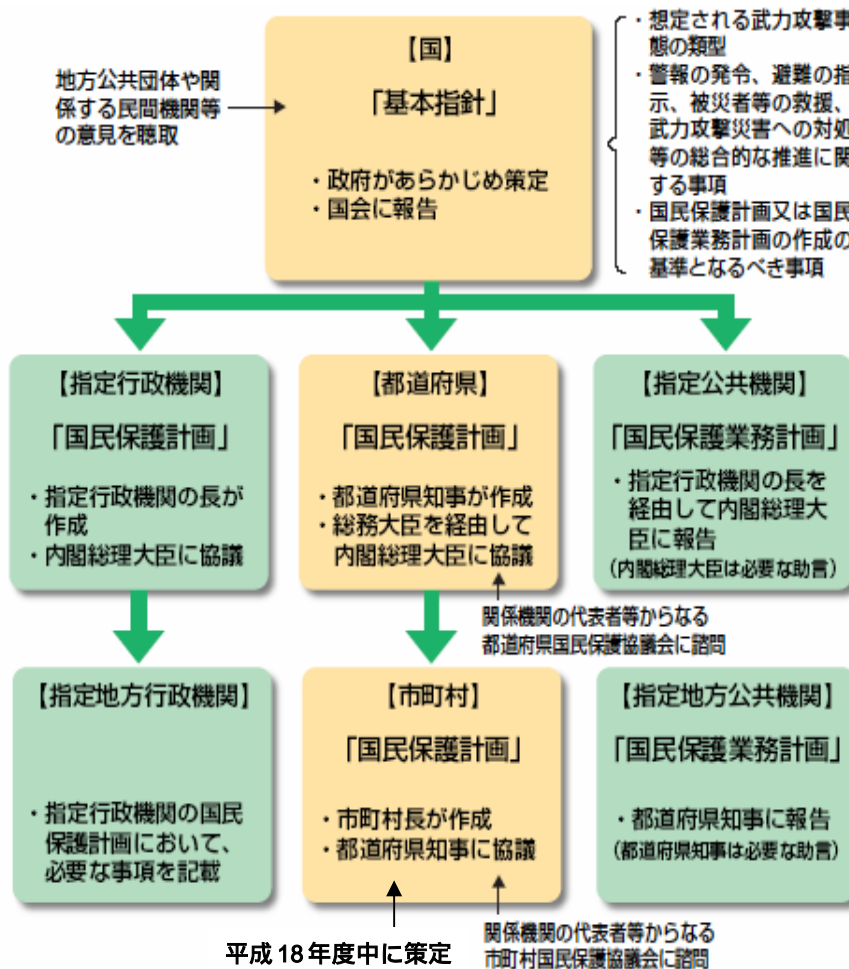 地方公共団体や関
係する民間機関等
の意見を聴取
【国】
「基本指針」
・政府があらかじめ策定
・国会に報告
・想定される武力攻撃事
態の類型
・警報の発令、避難の指
示、被災者等の救援、
武力攻撃災害への対処
等の総合的な推進に関
する事項
・国民保護計画又は国民
保護業務計画の作成の
基準となるべき事項
【指定行政機関】
「国民保護計画」
・指定行政機関の長が
作成
・内閣総理大臣に協議
【都道府県】
「国民保護計画」
・都道府県知事が作成
・総務大臣を経由して
内閣総理大臣に協議
関係機関の代表者等からなる
都道府県国民保護協議会に諮問
【指定公共機関】
「国民保護業務計画」
・指定行政機関の長を
経由して内閣総理大
臣に報告
（内閣総理大臣は必要な助言）
【指定地方行政機関】
・指定行政機関の国民
保護計画において、
必要な事項を記載
【市町村】
「国民保護計画」
・市町村長が作成
・都道府県知事に協議
平成18年度中に策定
関係機関の代表者等からなる
市町村国民保護協議会に諮問
【指定地方公共機関】
「国民保護業務計画」
・都道府県知事に報告
（都道府県知事は必要な助言）